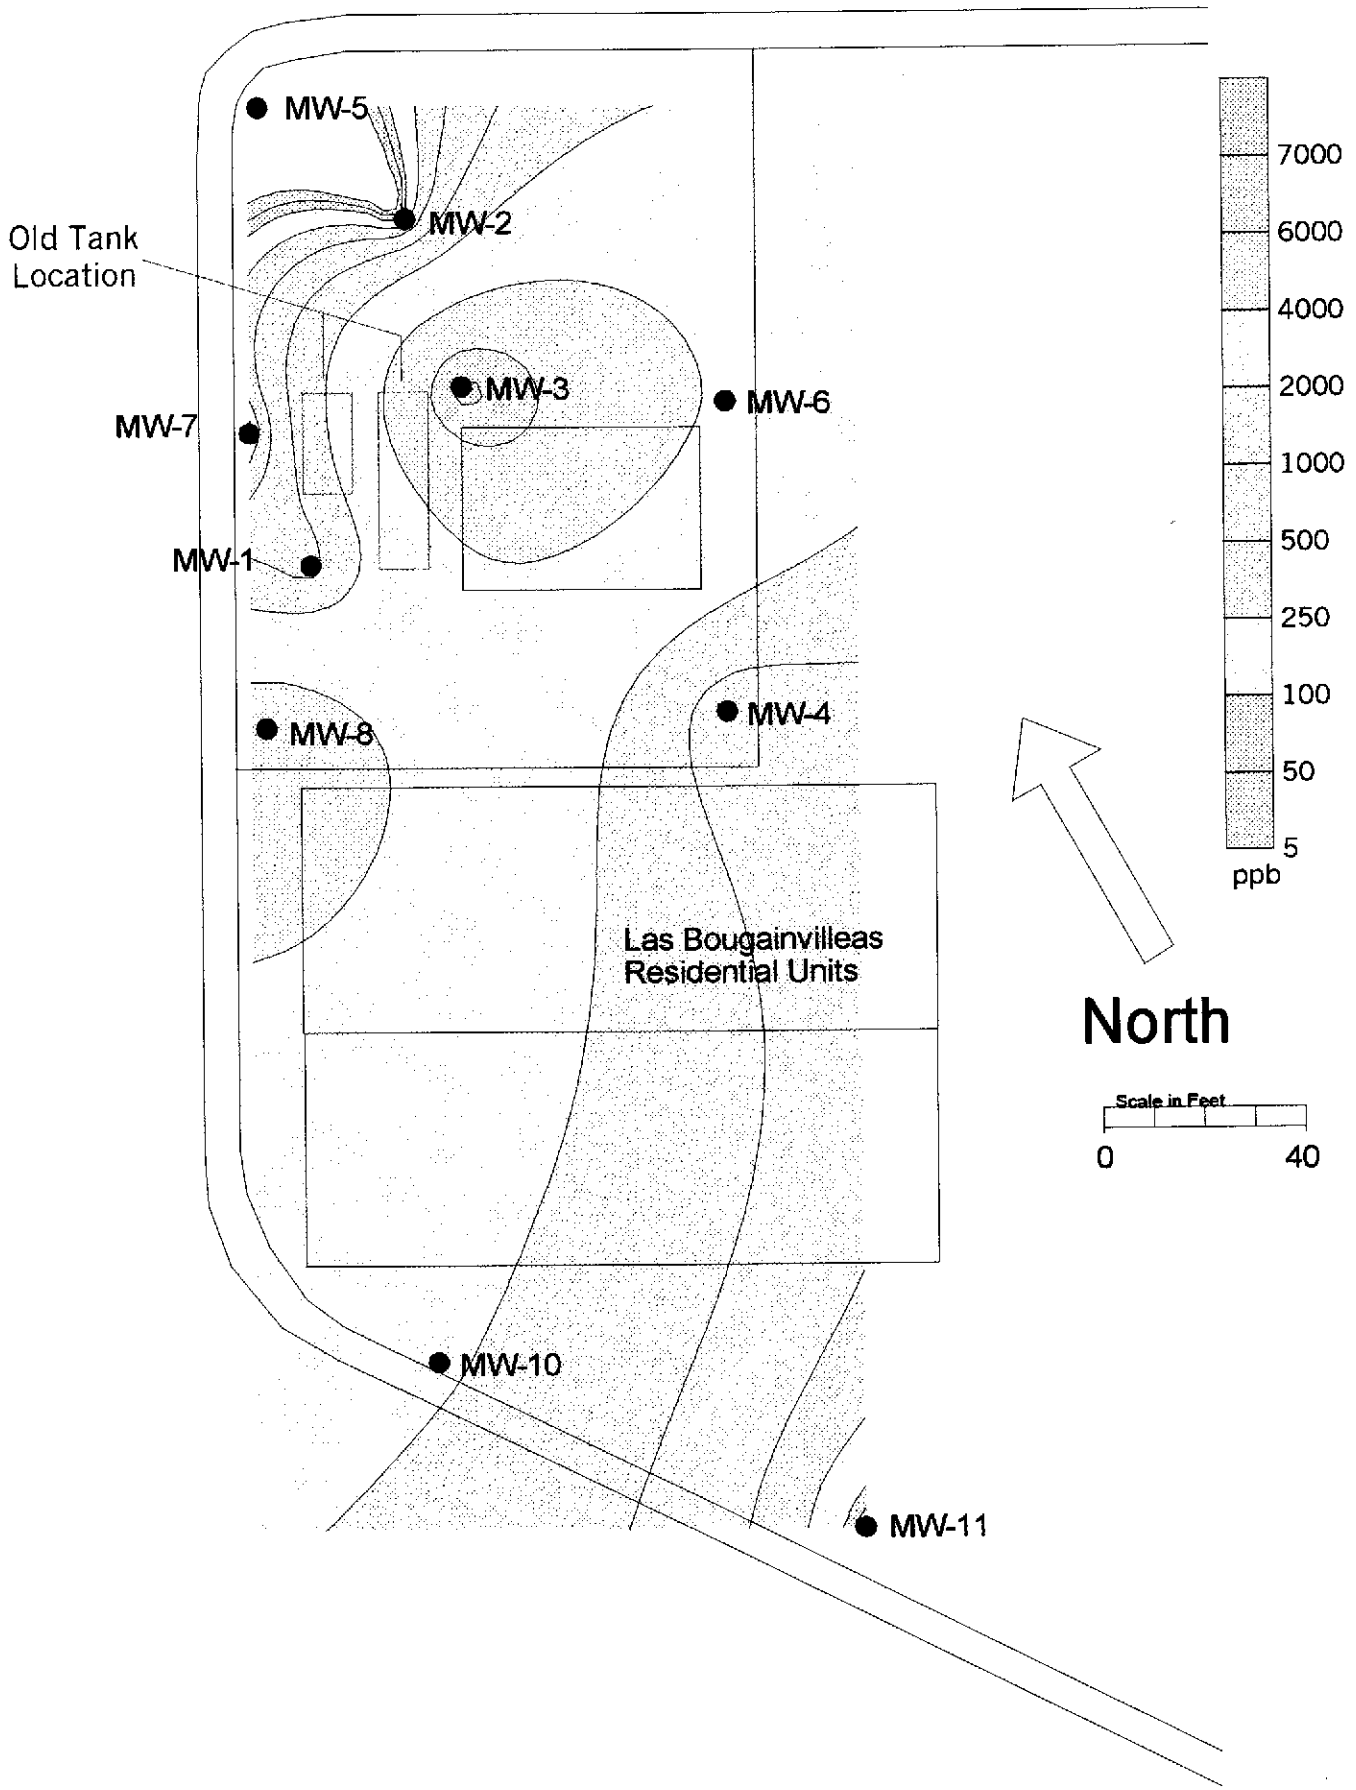 MW-5
7000
6000
MW-2
Old Tank
Location
4000
MW-3
2000
MW-6
MW-7
1000
500
MW-1
250
100
MW-4
MW-8
50
5
ppb
Las Bougainvilleas
Residential Units
North
Scale in Feet
0 40
MW-10
MW-11